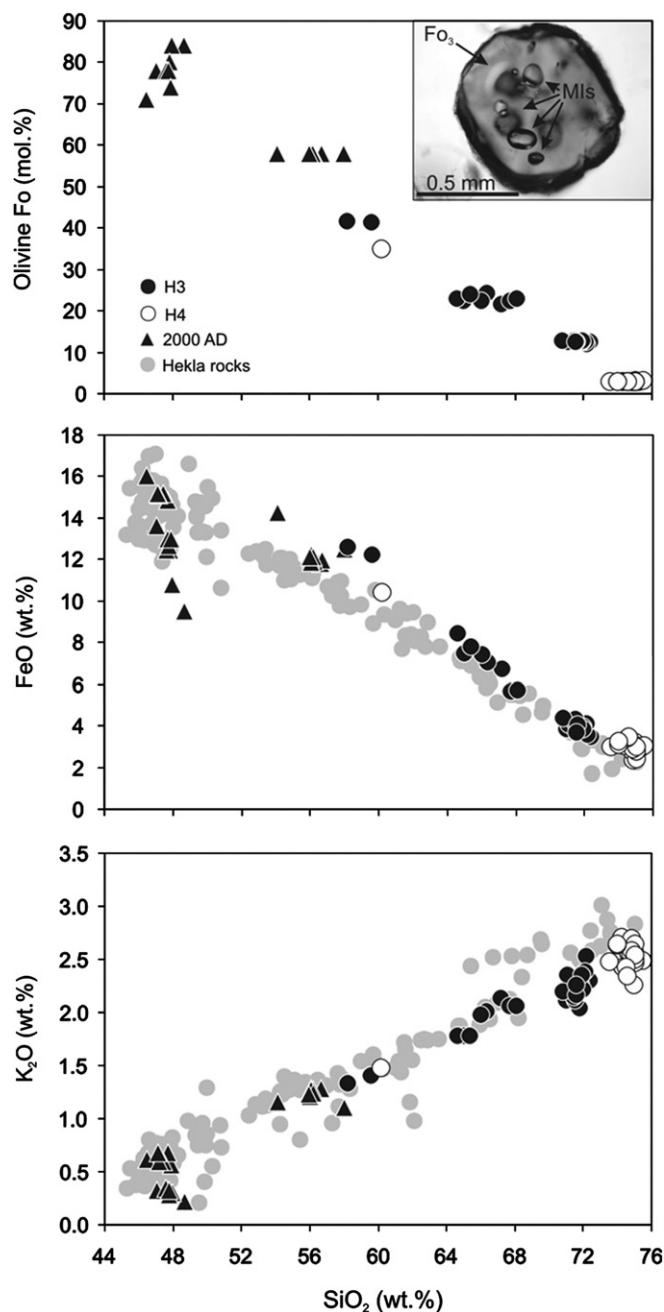 Olivine Fo (mol.%)
90
80
70
60
50
40
30
20
10
0
Fo₃
MIs
0.5 mm
H3
H4
2000 AD
Hekla rocks
FeO (wt.%)
18
16
14
12
10
8
6
4
2
0
K₂O (wt.%)
3.5
3.0
2.5
2.0
1.5
1.0
0.5
0.0
44 48 52 56 60 64 68 72 76
SiO₂ (wt.%)